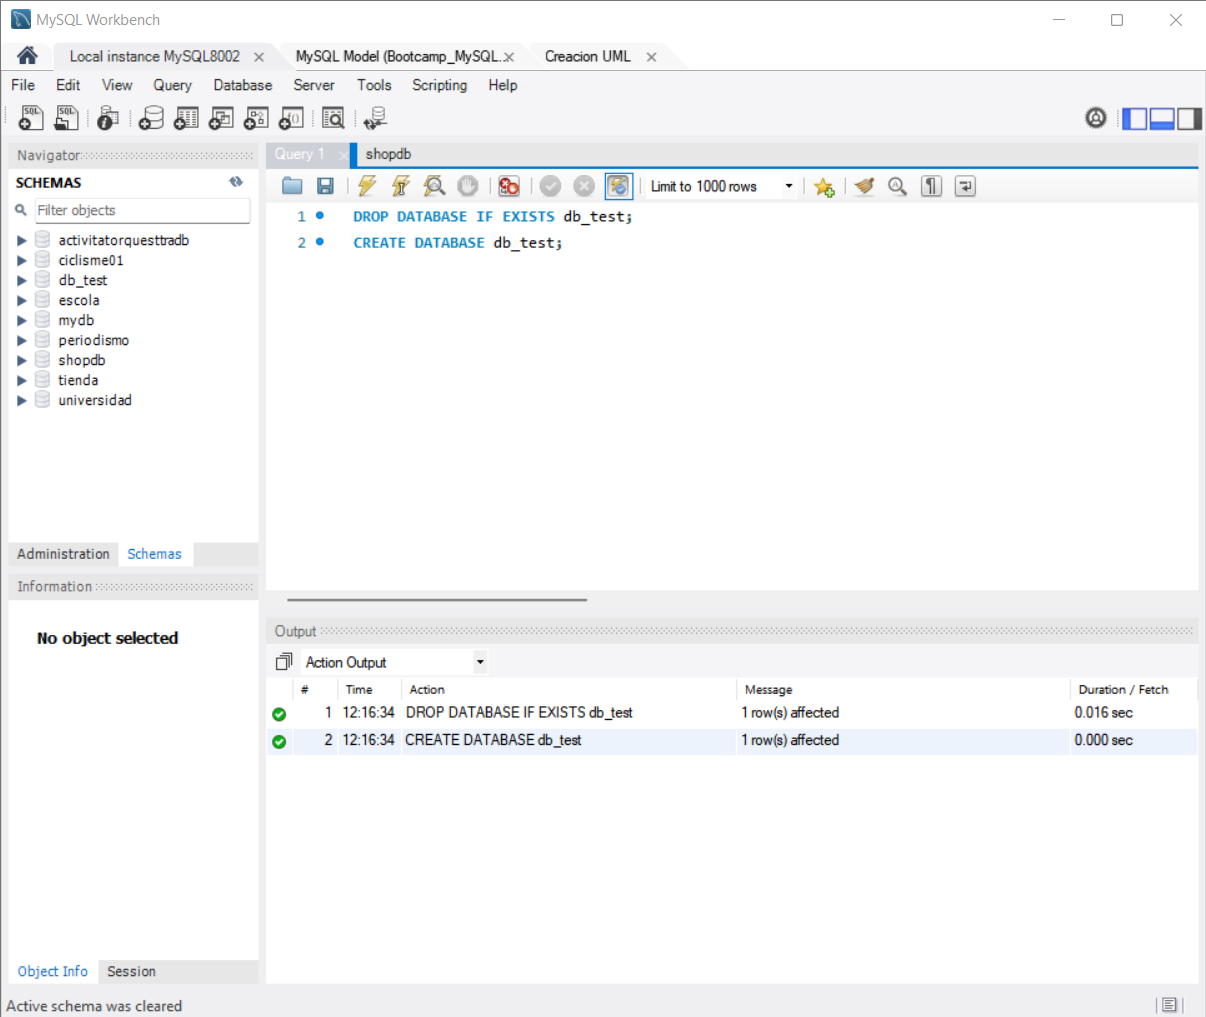 MySQL Workbench
Local instance MySQL8002
MySQL Model (Bootcamp_MySQL...
Creacion UML
File Edit View Query Database Server Tools Scripting Help
Navigator
SCHEMAS
Filter objects
activitatorquesttradb
ciclisme01
db_test
escola
mydb
periodismo
shopdb
tienda
universidad
Administration Schemas
Information
No object selected
Object Info Session
Query 1
shopdb
Limit to 1000 rows
1 DROP DATABASE IF EXISTS db_test;
2 CREATE DATABASE db_test;
Output
Action Output
# Time Action Message Duration / Fetch
1 12:16:34 DROP DATABASE IF EXISTS db_test 1 row(s) affected 0.016 sec
2 12:16:34 CREATE DATABASE db_test 1 row(s) affected 0.000 sec
Active schema was cleared